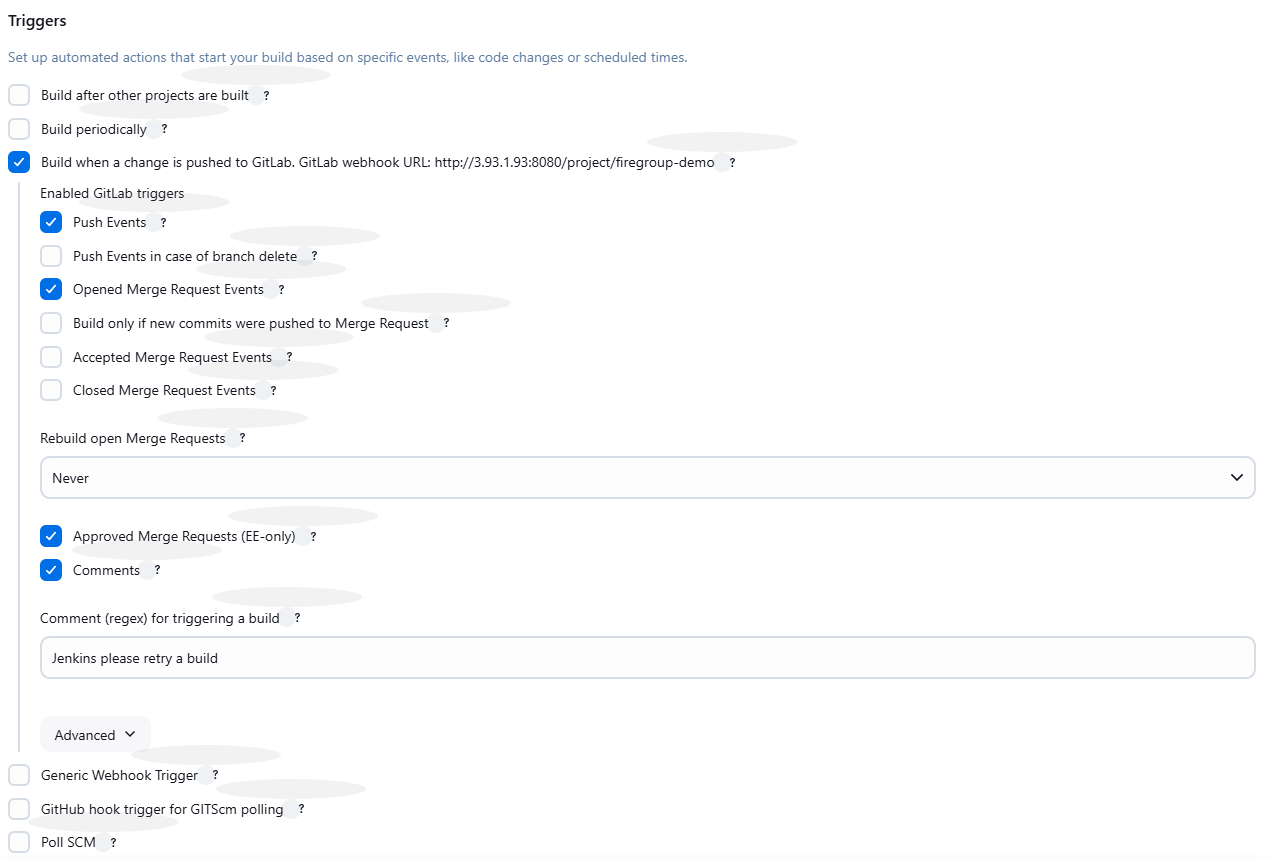 Triggers
Set up automated actions that start your build based on specific events, like code changes or scheduled times.
Build after other projects are built ?
Build periodically ?
Build when a change is pushed to GitLab. GitLab webhook URL: http://3.93.1.93:8080/project/firegroup-demo ?
Enabled GitLab triggers
Push Events ?
Push Events in case of branch delete ?
Opened Merge Request Events ?
Build only if new commits were pushed to Merge Request ?
Accepted Merge Request Events ?
Closed Merge Request Events ?
Rebuild open Merge Requests ?
Never
Approved Merge Requests (EE-only) ?
Comments ?
Comment (regex) for triggering a build ?
Jenkins please retry a build
Advanced
Generic Webhook Trigger ?
GitHub hook trigger for GITScm polling ?
Poll SCM ?